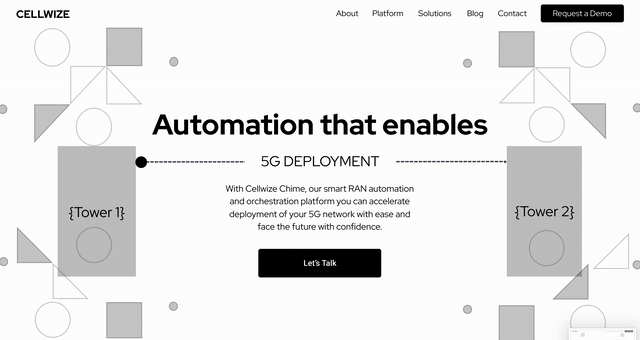 CELLWIZE
About Platform Solutions Blog Contact Request a Demo
Automation that enables
5G DEPLOYMENT
With Cellwize Chime, our smart RAN automation
and orchestration platform you can accelerate
deployment of your 5G network with ease and
face the future with confidence.
{Tower 1}
{Tower 2}
Let's Talk